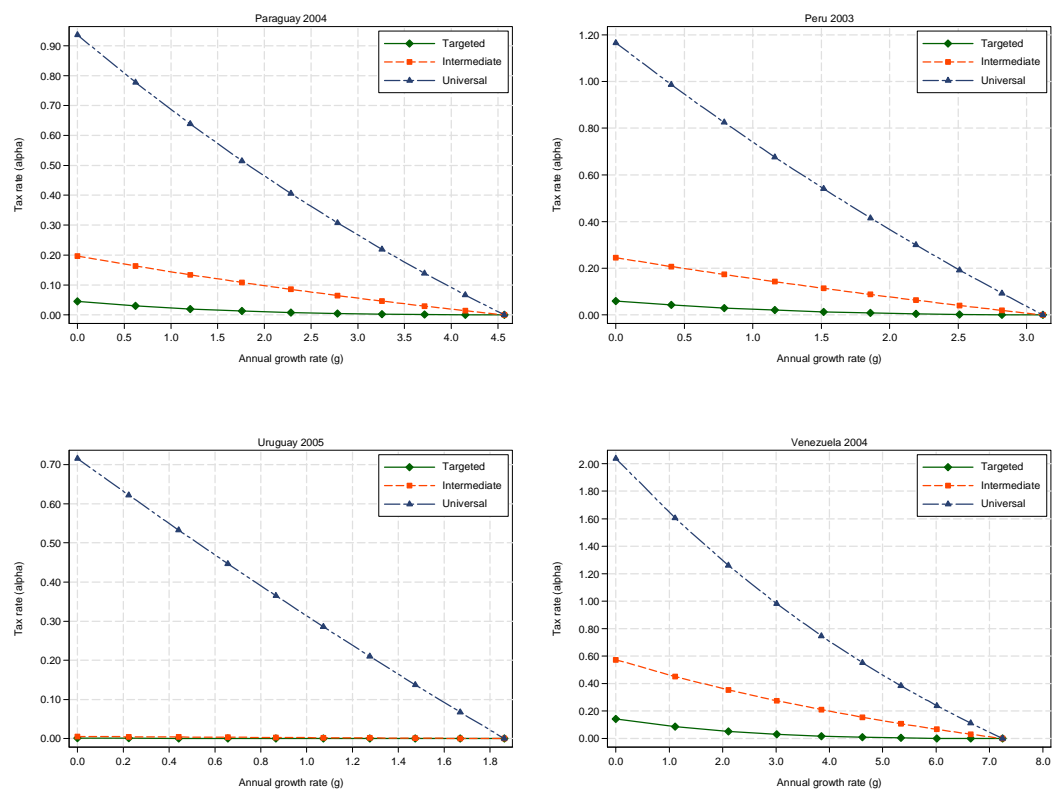 Paraguay 2004
Tax rate (alpha)
0.90
0.80
0.70
0.60
0.50
0.40
0.30
0.20
0.10
0.00
Targeted
Intermediate
Universal
0.0 0.5 1.0 1.5 2.0 2.5 3.0 3.5 4.0 4.5
Annual growth rate (g)
Peru 2003
Tax rate (alpha)
1.20
1.00
0.80
0.60
0.40
0.20
0.00
Targeted
Intermediate
Universal
0.0 0.5 1.0 1.5 2.0 2.5 3.0
Annual growth rate (g)
Uruguay 2005
Tax rate (alpha)
0.70
0.60
0.50
0.40
0.30
0.20
0.10
0.00
Targeted
Intermediate
Universal
0.0 0.2 0.4 0.6 0.8 1.0 1.2 1.4 1.6 1.8
Annual growth rate (g)
Venezuela 2004
Tax rate (alpha)
2.00
1.80
1.60
1.40
1.20
1.00
0.80
0.60
0.40
0.20
0.00
Targeted
Intermediate
Universal
0.0 1.0 2.0 3.0 4.0 5.0 6.0 7.0 8.0
Annual growth rate (g)